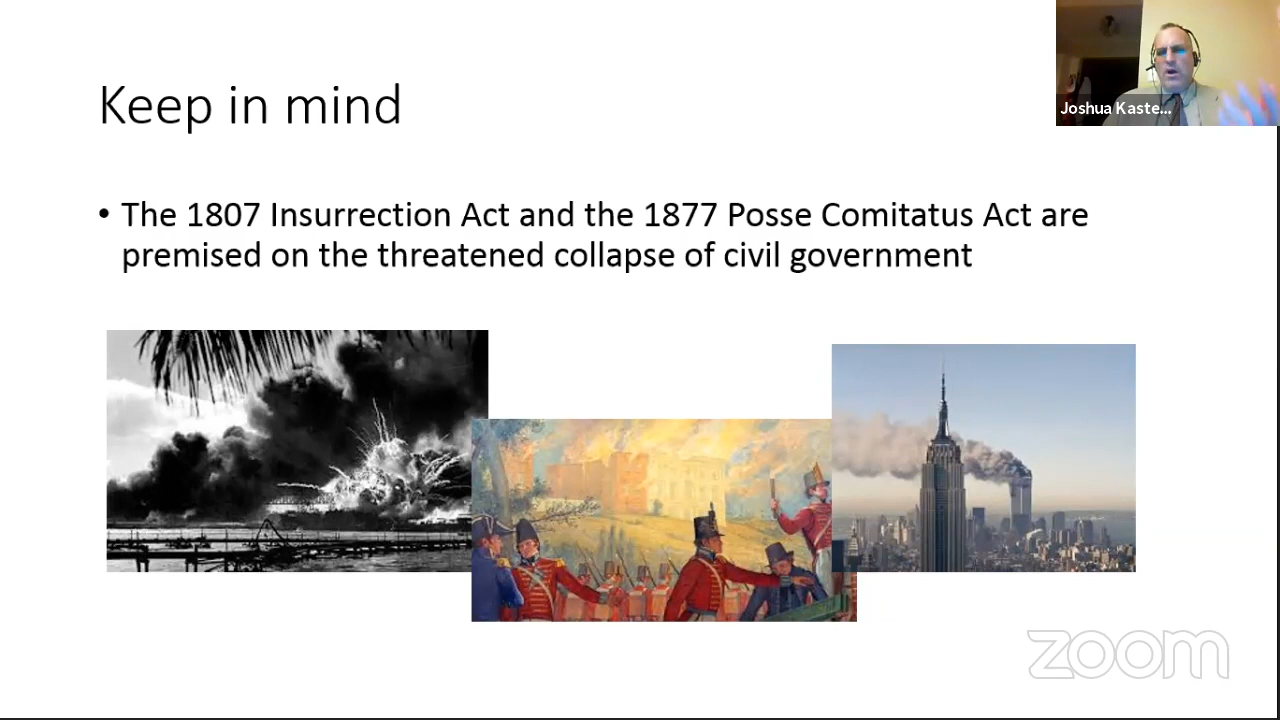 Keep in mind
Joshua Kaste...
• The 1807 Insurrection Act and the 1877 Posse Comitatus Act are
premised on the threatened collapse of civil government
zoom